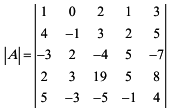 |A| = | 1 0 2 1 3 |
| 4 -1 3 2 5 |
| -3 2 -4 5 -7 |
| 2 3 19 5 8 |
| 5 -3 -5 -1 4 |